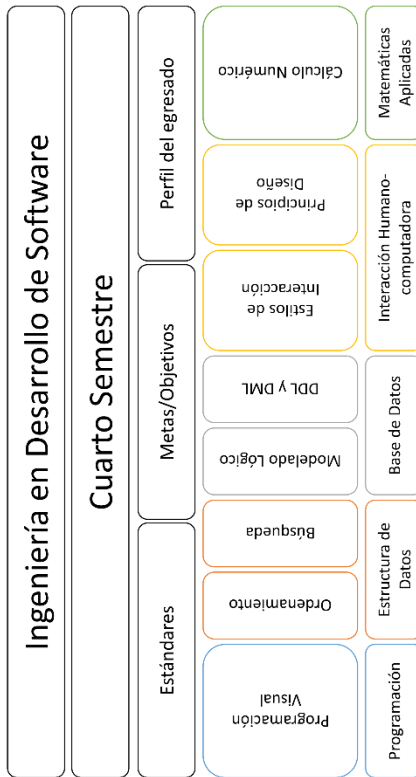 Ingeniería en Desarrollo de Software
Cuarto Semestre
Estándares
Metas/Objetivos
Perfil del egresado
Programación
Visual
Ordenamiento
Búsqueda
Modelado Lógico
DDL y DML
Estilos de
Interacción
Principios de
Diseño
Cálculo Numérico
Programación
Estructura de
Datos
Base de Datos
Interacción Humano-
computadora
Matemáticas
Aplicadas